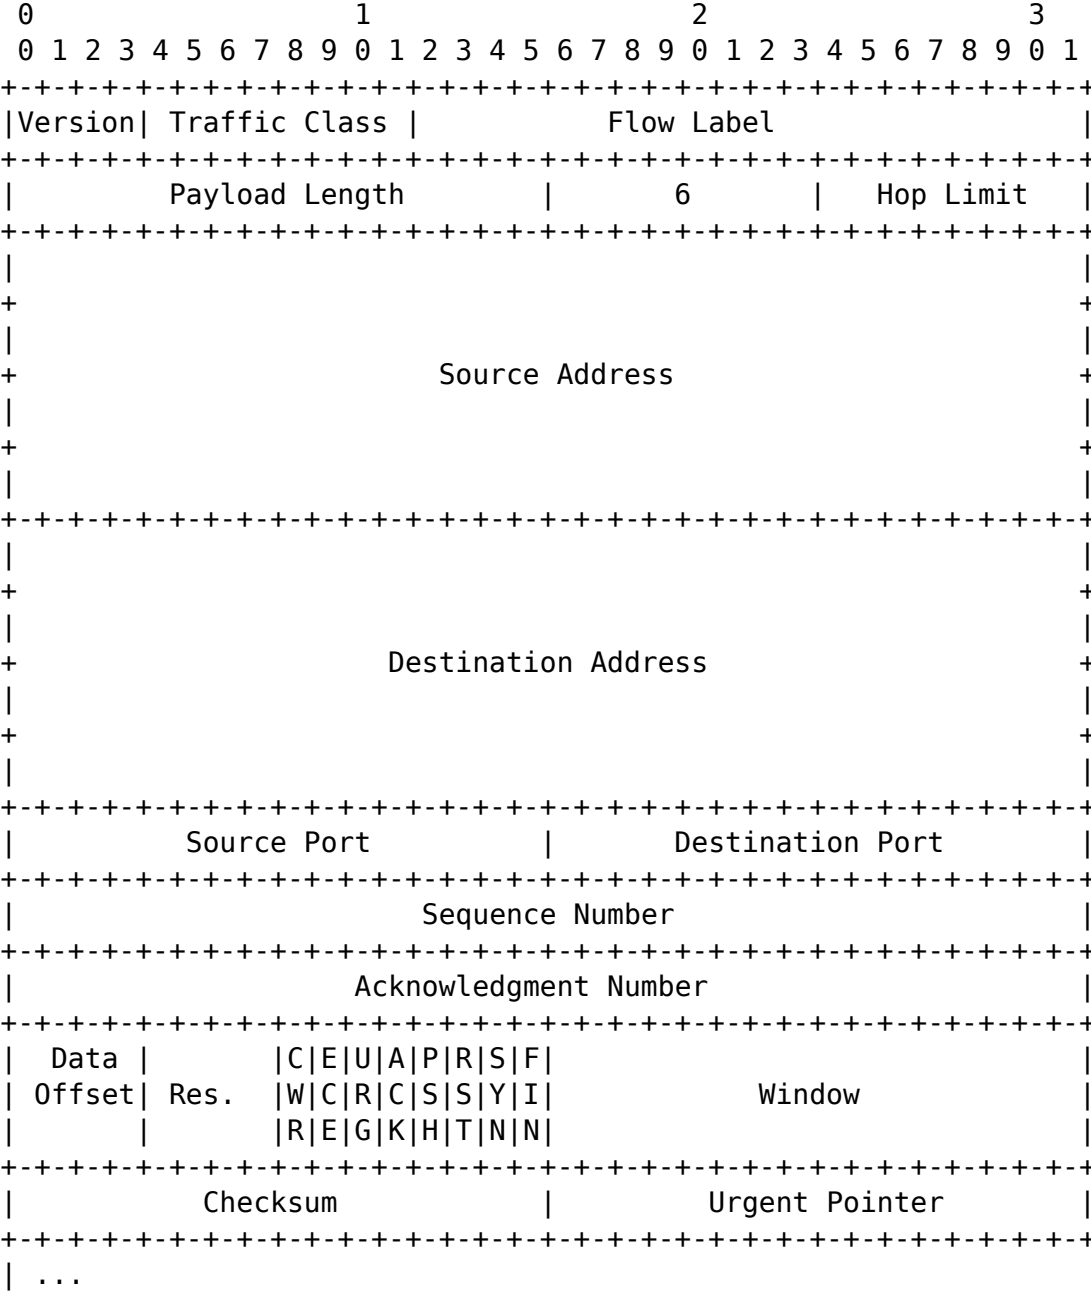 0                   1                   2                   3
 0 1 2 3 4 5 6 7 8 9 0 1 2 3 4 5 6 7 8 9 0 1 2 3 4 5 6 7 8 9 0 1
+-+-+-+-+-+-+-+-+-+-+-+-+-+-+-+-+-+-+-+-+-+-+-+-+-+-+-+-+-+-+-+-+
|Version| Traffic Class |           Flow Label                  |
+-+-+-+-+-+-+-+-+-+-+-+-+-+-+-+-+-+-+-+-+-+-+-+-+-+-+-+-+-+-+-+-+
|         Payload Length        |       6       |   Hop Limit   |
+-+-+-+-+-+-+-+-+-+-+-+-+-+-+-+-+-+-+-+-+-+-+-+-+-+-+-+-+-+-+-+-+
|                                                               |
+                                                               +
|                                                               |
+                         Source Address                        +
|                                                               |
+                                                               +
|                                                               |
+-+-+-+-+-+-+-+-+-+-+-+-+-+-+-+-+-+-+-+-+-+-+-+-+-+-+-+-+-+-+-+-+
|                                                               |
+                                                               +
|                                                               |
+                      Destination Address                      +
|                                                               |
+                                                               +
|                                                               |
+-+-+-+-+-+-+-+-+-+-+-+-+-+-+-+-+-+-+-+-+-+-+-+-+-+-+-+-+-+-+-+-+
|          Source Port          |       Destination Port        |
+-+-+-+-+-+-+-+-+-+-+-+-+-+-+-+-+-+-+-+-+-+-+-+-+-+-+-+-+-+-+-+-+
|                        Sequence Number                        |
+-+-+-+-+-+-+-+-+-+-+-+-+-+-+-+-+-+-+-+-+-+-+-+-+-+-+-+-+-+-+-+-+
|                    Acknowledgment Number                      |
+-+-+-+-+-+-+-+-+-+-+-+-+-+-+-+-+-+-+-+-+-+-+-+-+-+-+-+-+-+-+-+-+
|  Data |       |C|E|U|A|P|R|S|F|                               |
| Offset| Res.  |W|C|R|C|S|S|Y|I|            Window             |
|       |       |R|E|G|K|H|T|N|N|                               |
+-+-+-+-+-+-+-+-+-+-+-+-+-+-+-+-+-+-+-+-+-+-+-+-+-+-+-+-+-+-+-+-+
|           Checksum            |         Urgent Pointer        |
+-+-+-+-+-+-+-+-+-+-+-+-+-+-+-+-+-+-+-+-+-+-+-+-+-+-+-+-+-+-+-+-+
| ...